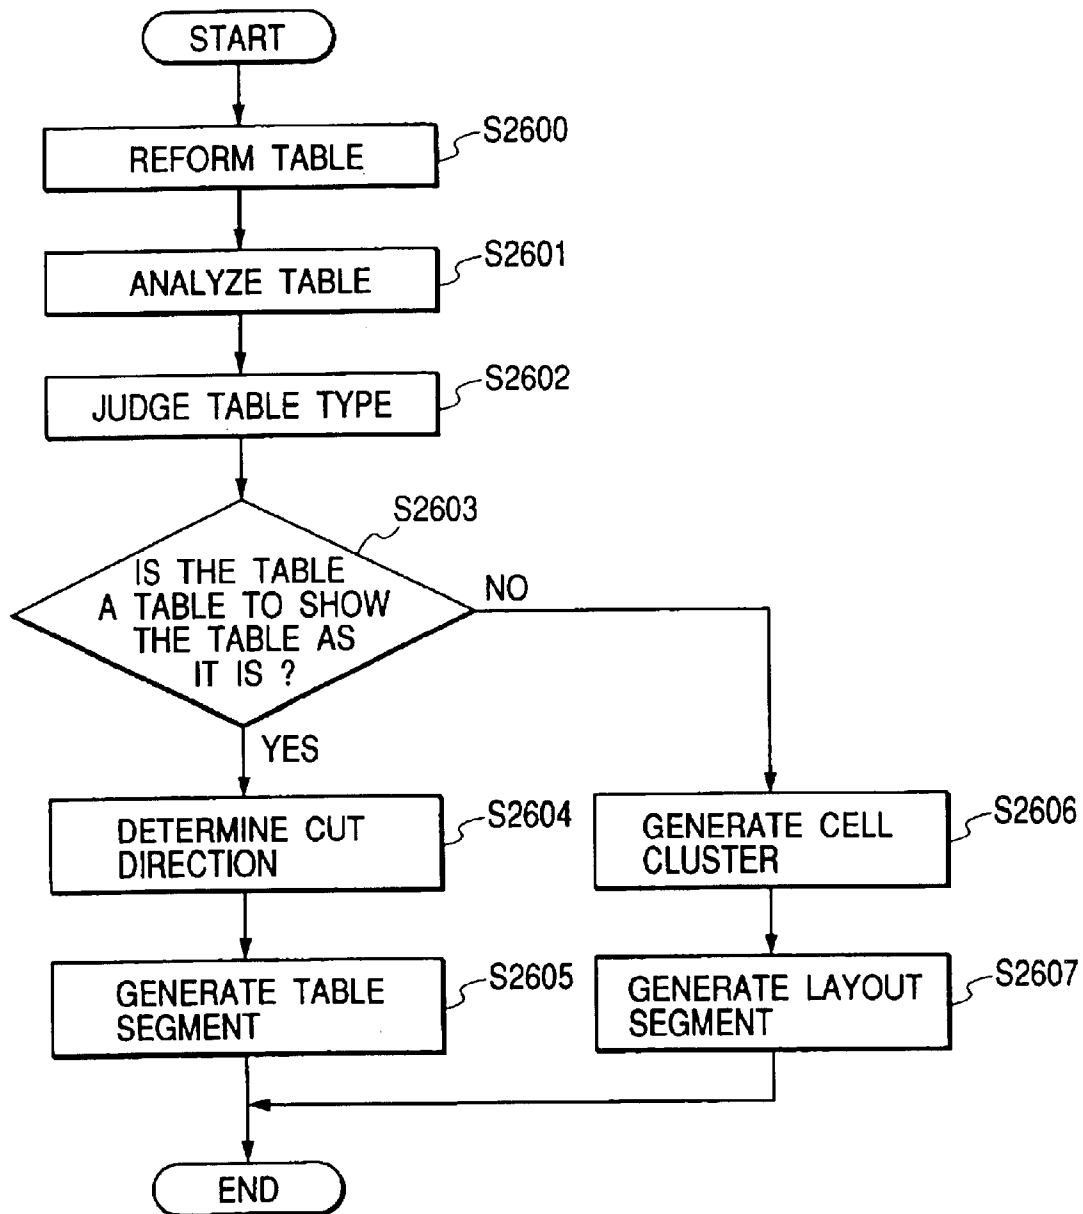 START
REFORM TABLE
S2600
ANALYZE TABLE
S2601
JUDGE TABLE TYPE
S2602
S2603
IS THE TABLE
A TABLE TO SHOW
THE TABLE AS
IT IS ?
NO
YES
DETERMINE CUT
DIRECTION
S2604
GENERATE CELL
CLUSTER
S2606
GENERATE TABLE
SEGMENT
S2605
GENERATE LAYOUT
SEGMENT
S2607
END